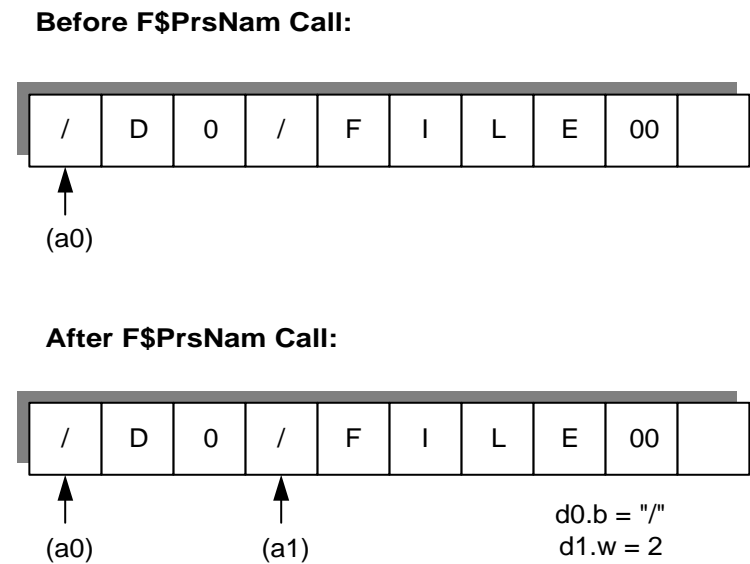 Before F$PrsNam Call:
/ D 0 / F I L E 00
(a0)
After F$PrsNam Call:
/ D 0 / F I L E 00
d0.b = "/"
(a0) (a1) d1.w = 2